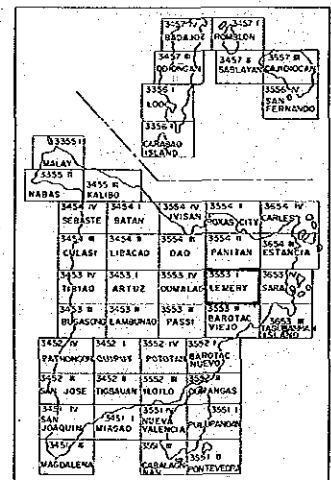 3457 IV 3457 I
BADAJOZ ROMBLON
3457 III 3457 II 3557 III
ODIONGAN SABLAYAN CAJIDIOCAN
3356 I 3556 IV
LOOC SAN FERNANDO
3356 II
CARABAO ISLAND
3355 I
MALAY
3355 II 3455 III
NABAS KALIBO
3454 IV 3454 I 3554 IV 3554 I 3654 IV
SEBASTE BATAN IVISAN ROXAS CITY CARLES
3454 III 3454 II 3554 III 3554 II 3654 III
CULASI LIBACAO DAO PANITAN ESTANCIA
3453 IV 3453 I 3553 IV 3553 I 3653 IV
TIBIAO ARTUZ DUMALAG LEMERY SARA
3453 III 3453 II 3553 III 3553 II 3653 III
BUGASONG LAMBUNAO PASSI BAROTAC VIEJO TAGUBANHAN ISLAND
3452 IV 3452 I 3552 IV 3552 I
PATNONGON POTOTAN BAROTAC NUEVO
3452 III 3452 II 3552 III 3552 II
SAN JOSE TIGBAUAN ILOILO
3451 IV 3451 I 3551 IV 3551 I
SAN JOAQUIN MIAGAO NUEVA VALENCIA PULUPANDAN
3451 III 3551 II
MAGDALENA PONTEVEDRA